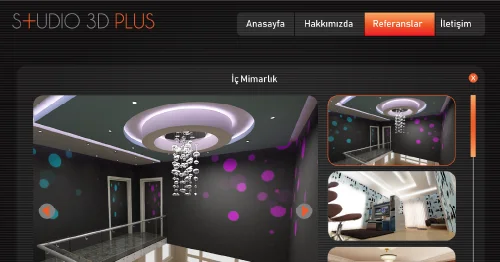 STUDIO 3D PLUS
Anasayfa Hakkımızda Referanslar İletişim
İç Mimarlık
X